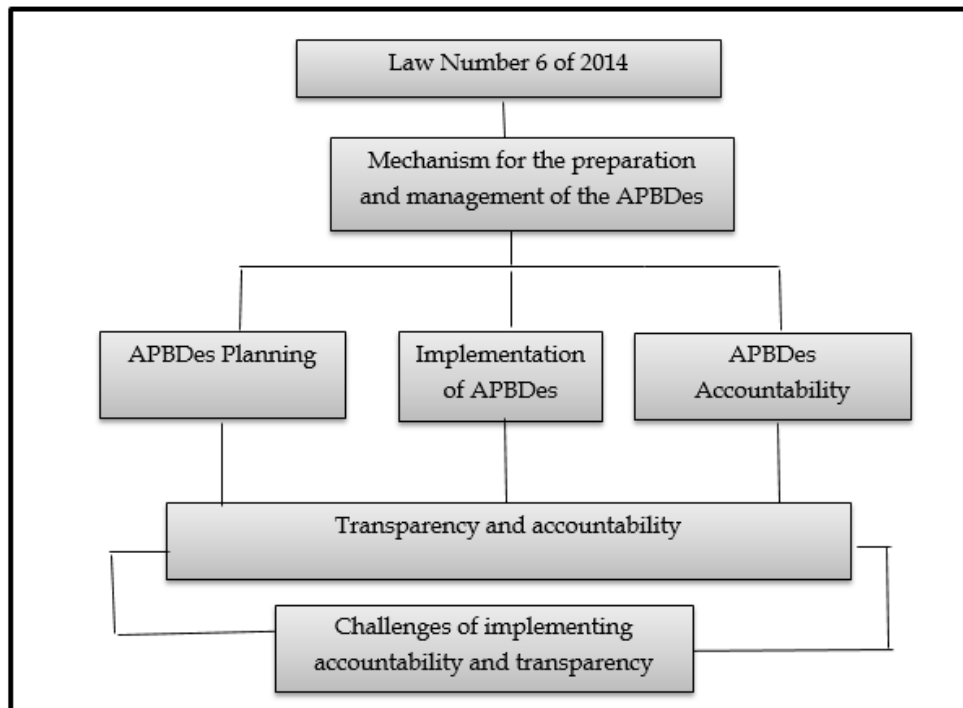 Law Number 6 of 2014
Mechanism for the preparation
and management of the APBDes
APBDes Planning
Implementation
of APBDes
APBDes
Accountability
Transparency and accountability
Challenges of implementing
accountability and transparency